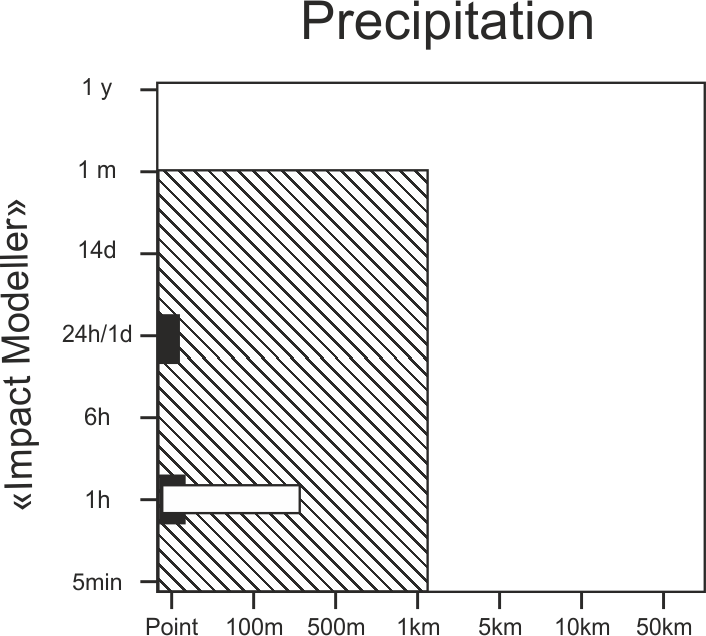 Precipitation
«Impact Modeller»
1 y
1 m
14d
24h/1d
6h
1h
5min
Point 100m 500m 1km 5km 10km 50km